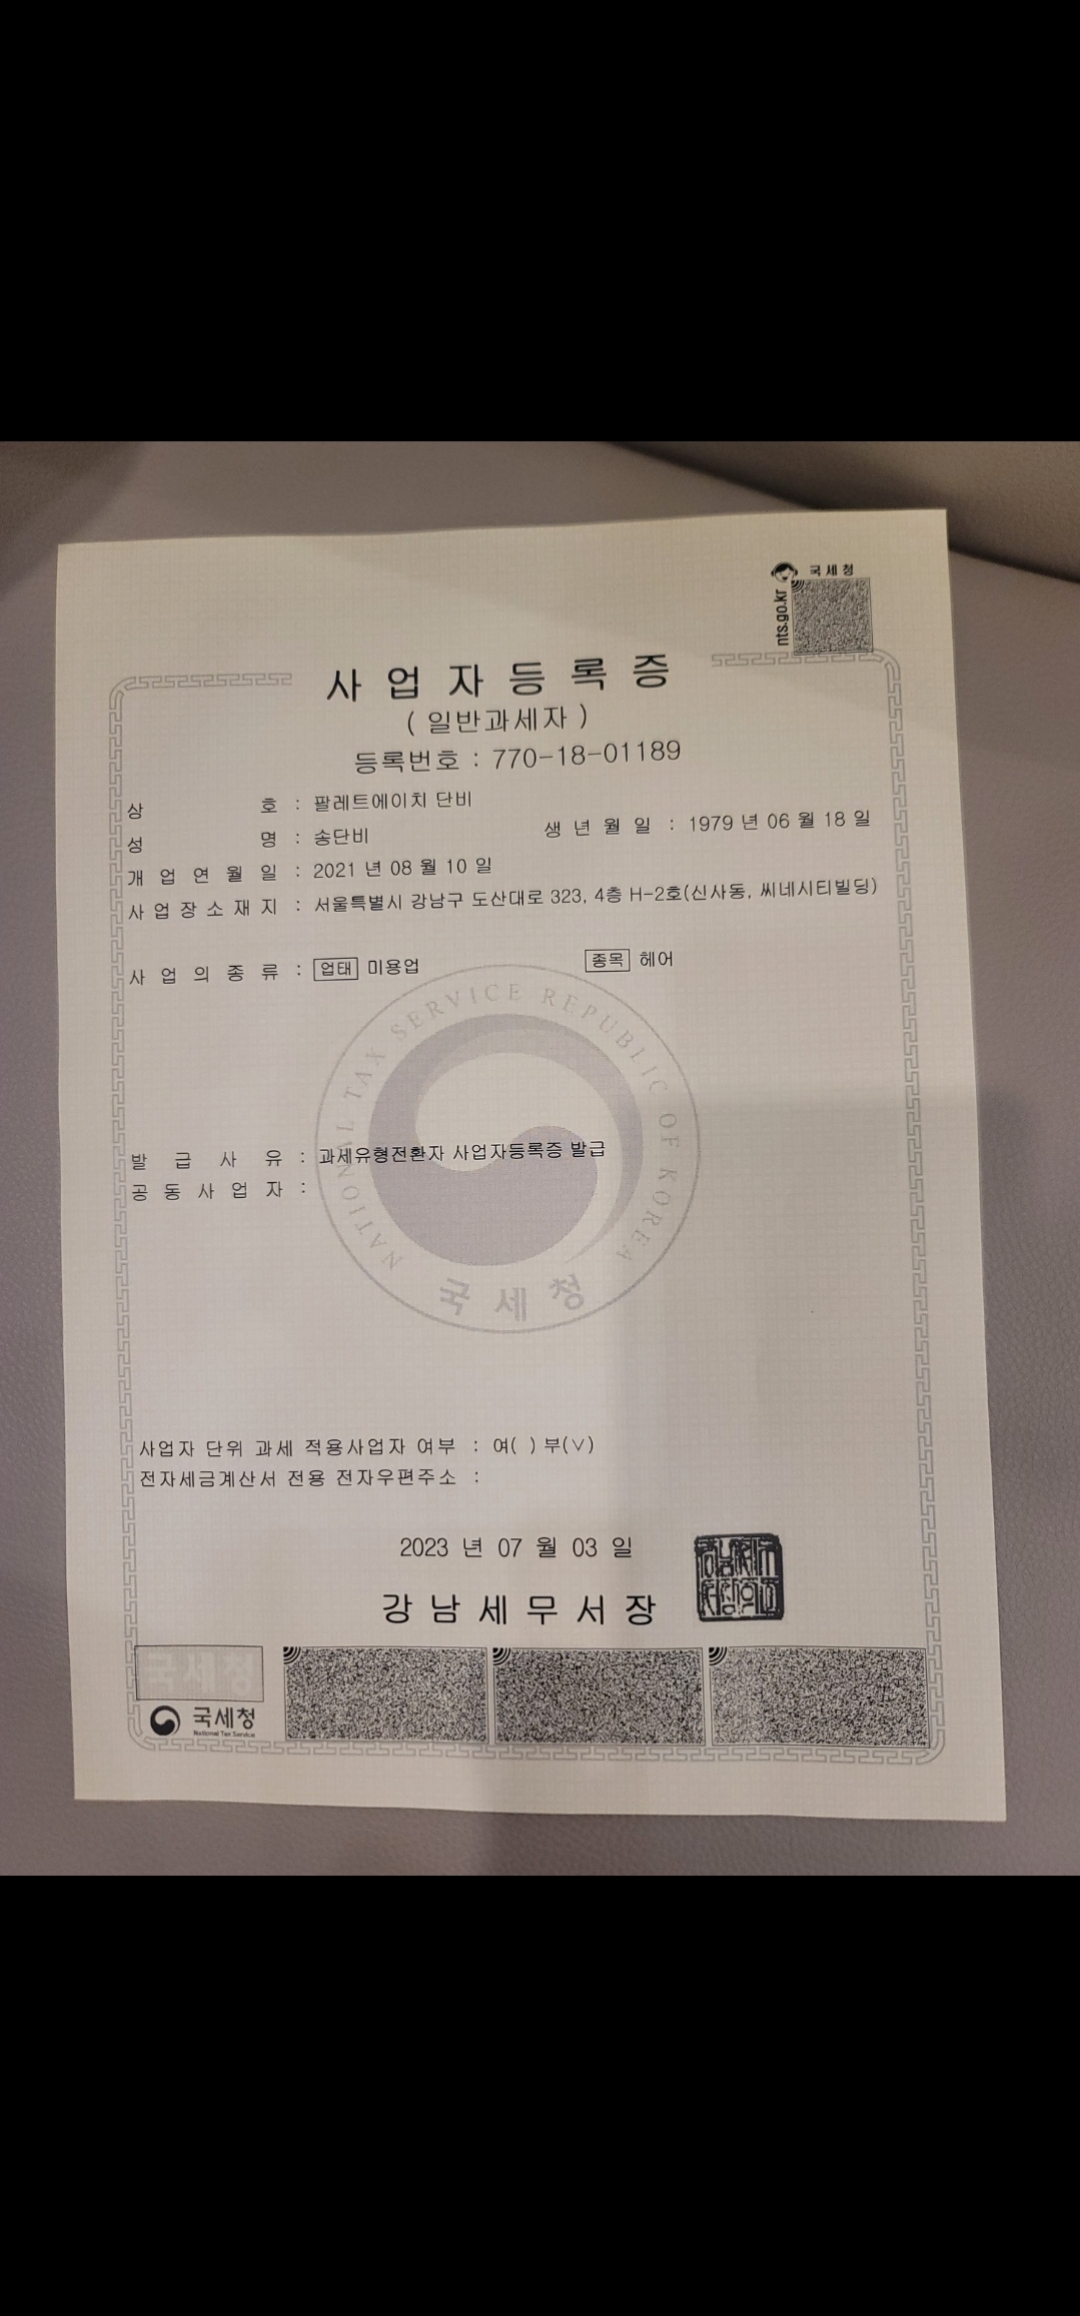 국세청
nts.go.kr
사업자등록증
( 일반과세자 )
등록번호 : 770-18-01189
상 호 : 팔레트에이치 단비
성 명 : 송단비 생 년 월 일 : 1979 년 06 월 18 일
개 업 연 월 일 : 2021 년 08 월 10 일
사 업 장 소 재 지 : 서울특별시 강남구 도산대로 323, 4층 H-2호(신사동, 씨네시티빌딩)
사 업 의 종 류 : 업태 미용업 종목 헤어
NATIONAL TAX SERVICE REPUBLIC OF KOREA
발 급 사 유 : 과세유형전환자 사업자등록증 발급
공 동 사 업 자 :
국세청
사업자 단위 과세 적용사업자 여부 : 여( ) 부(∨)
전자세금계산서 전용 전자우편주소 :
2023 년 07 월 03 일
강남세무서장
국세청
국세청
National Tax Service